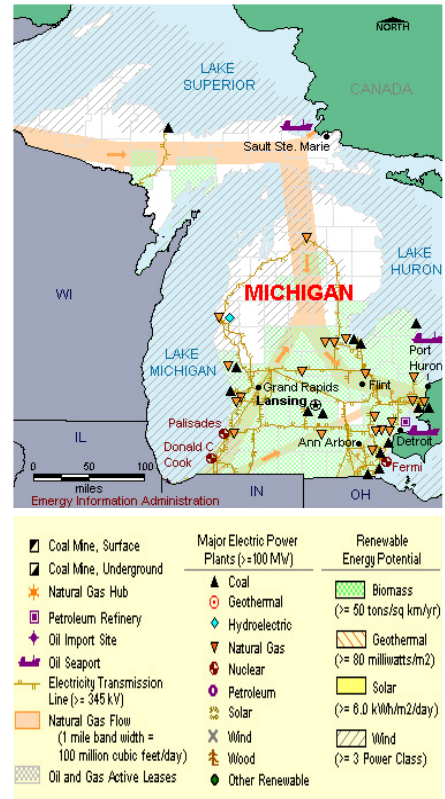 NORTH
LAKE
SUPERIOR
CANADA
Sault Ste. Marie
LAKE
HURON
WI
MICHIGAN
LAKE
MICHIGAN
Port
Huron
Grand Rapids
Flint
Lansing
Palisades
Donald C
Cook
Ann Arbor
Detroit
Fermi
IL
0 50 100
miles
IN
OH
Emergy Information Administration
Coal Mine, Surface
Coal Mine, Underground
Natural Gas Hub
Petroleum Refinery
Oil Import Site
Oil Seaport
Electricity Transmission
Line (>= 345 kV)
Natural Gas Flow
(1 mile band width =
100 million cubic feet/day)
Oil and Gas Active Leases
Major Electric Power
Plants (>=100 MW)
Coal
Geothermal
Hydroelectric
Natural Gas
Nuclear
Petroleum
Solar
Wind
Wood
Other Renewable
Renewable
Energy Potential
Biomass
(>= 50 tons/sq km/yr)
Geothermal
(>= 80 milliwatts/m2)
Solar
(>= 6.0 kWh/m2/day)
Wind
(>= 3 Power Class)